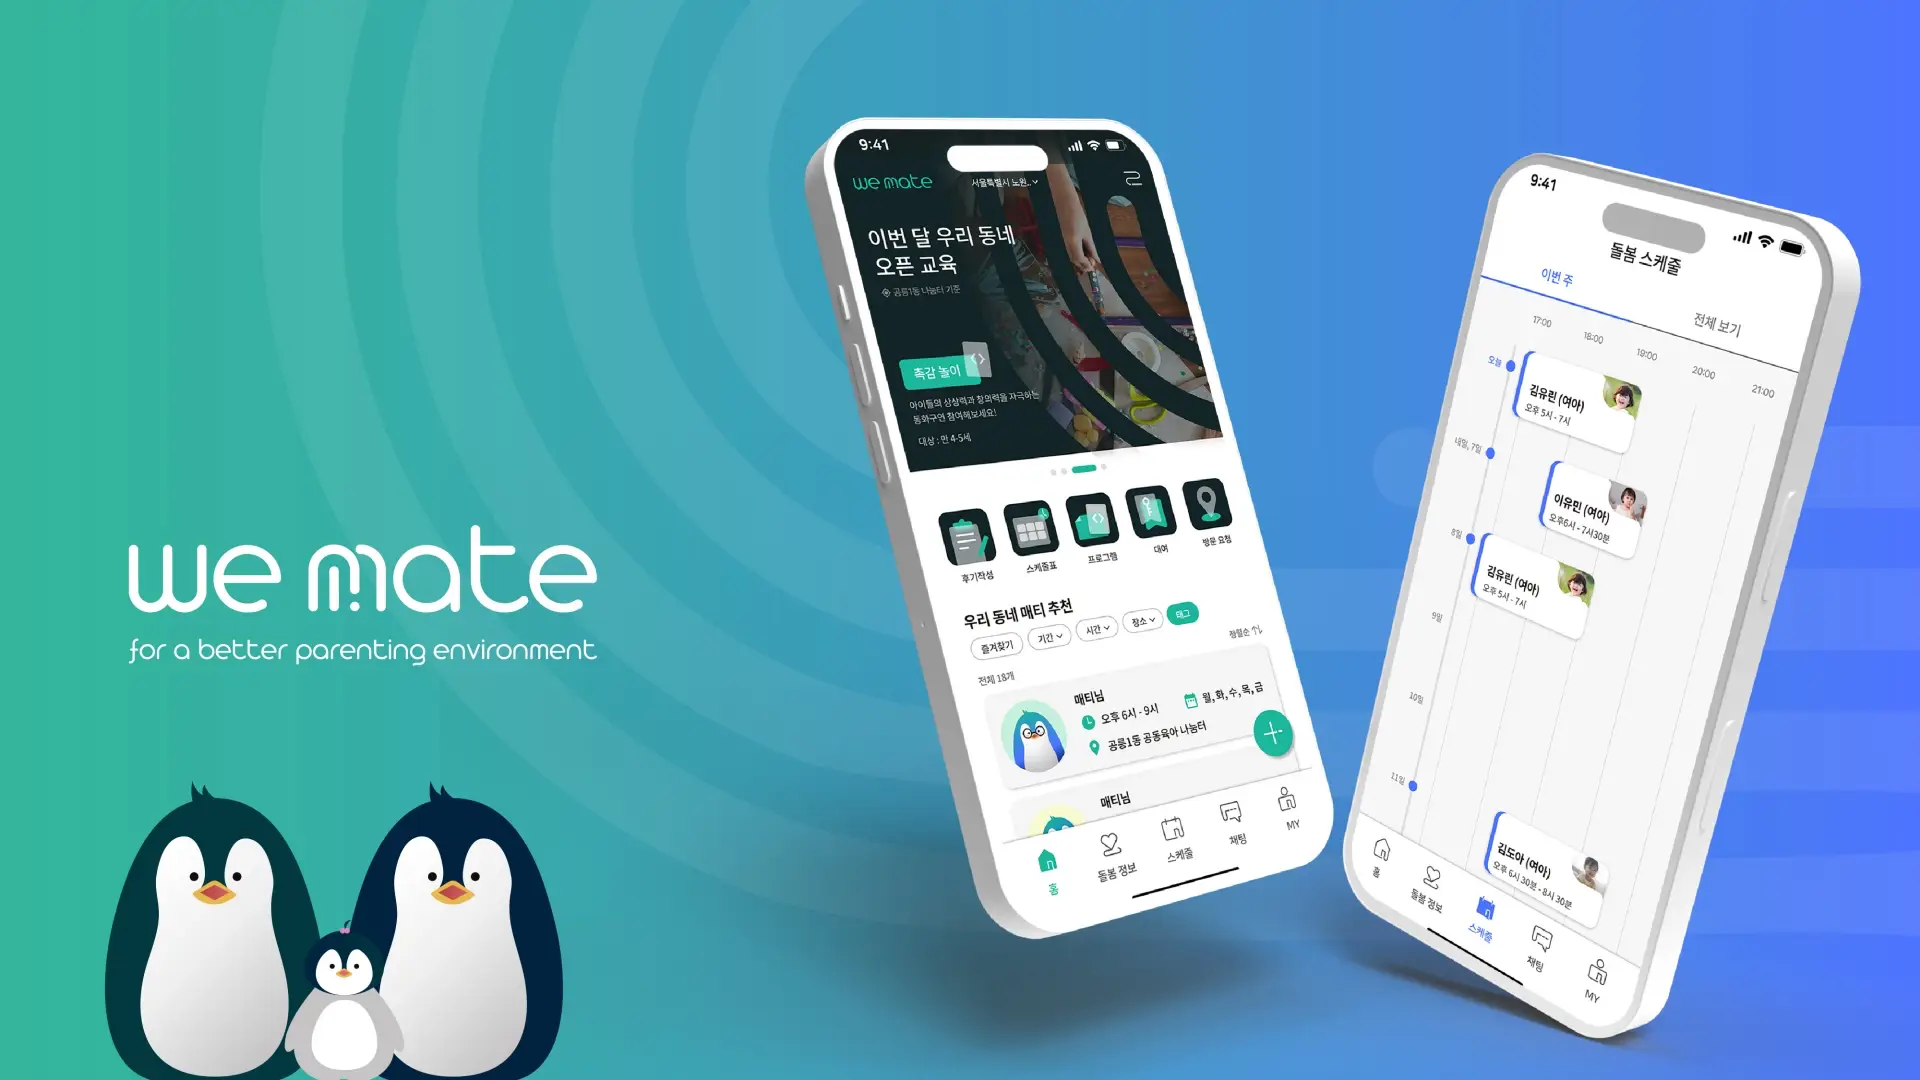 we mate
for a better parenting environment
9:41
we mate
서울특별시 노원..
이번 달 우리 동네
오픈 교육
공릉1동 나눔터 기준
촉감 놀이
아이들의 상상력과 창의력을 자극하는
동화구연 참여해보세요!
대상 : 만 4-5세
후기작성
스케줄표
프로그램
대여
방문 요청
우리 동네 매티 추천
즐겨찾기
기간
시간
장소
태그
정렬순
전체 18개
매티님
오후 6시 - 9시
월, 화, 수, 목, 금
공릉1동 공동육아 나눔터
매티님
홈
돌봄 정보
스케줄
채팅
MY
9:41
돌봄 스케줄
이번 주
전체 보기
17:00
18:00
19:00
20:00
21:00
오늘
김유린 (여아)
오후 5시 - 7시
내일, 7일
이유민 (여아)
오후6시 - 7시30분
8일
김유린 (여아)
오후 5시 - 7시
9일
10일
11일
김도아 (여아)
오후 6시 30분 - 8시 30분
홈
돌봄 정보
스케줄
채팅
MY